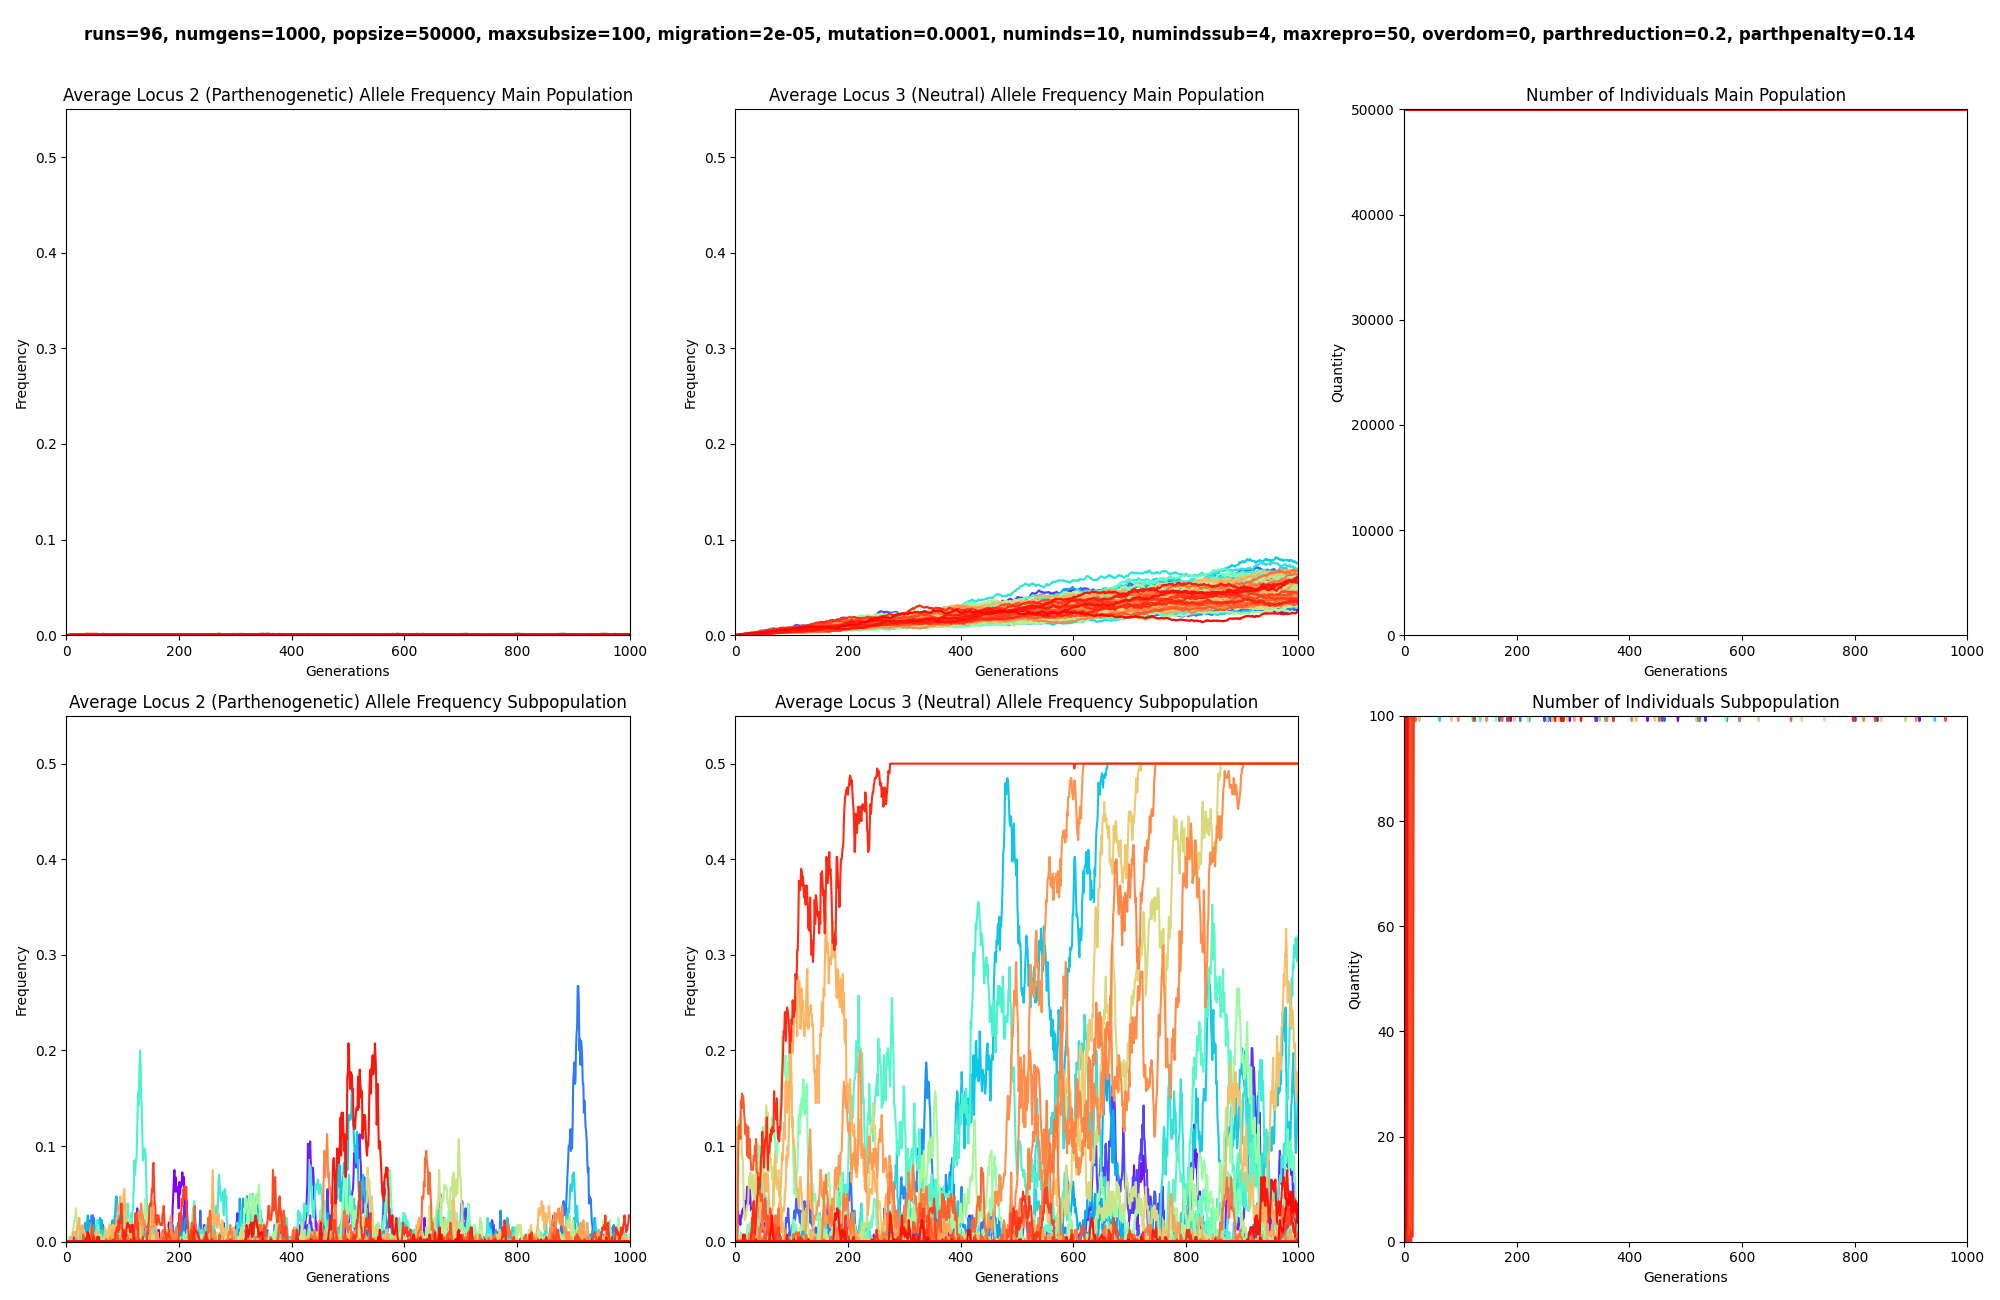 runs=96, numgens=1000, popsize=50000, maxsubsize=100, migration=2e-05, mutation=0.0001, numinds=10, numindssub=4, maxrepro=50, overdom=0, parthreduction=0.2, parthpenalty=0.14
Average Locus 2 (Parthenogenetic) Allele Frequency Main Population
0.5
0.4
0.3
0.2
0.1
0.0
Frequency
0 200 400 600 800 1000
Generations
Average Locus 3 (Neutral) Allele Frequency Main Population
0.5
0.4
0.3
0.2
0.1
0.0
Frequency
0 200 400 600 800 1000
Generations
Number of Individuals Main Population
50000
40000
30000
20000
10000
0
Quantity
0 200 400 600 800 1000
Generations
Average Locus 2 (Parthenogenetic) Allele Frequency Subpopulation
0.5
0.4
0.3
0.2
0.1
0.0
Frequency
0 200 400 600 800 1000
Generations
Average Locus 3 (Neutral) Allele Frequency Subpopulation
0.5
0.4
0.3
0.2
0.1
0.0
Frequency
0 200 400 600 800 1000
Generations
Number of Individuals Subpopulation
100
80
60
40
20
0
Quantity
0 200 400 600 800 1000
Generations